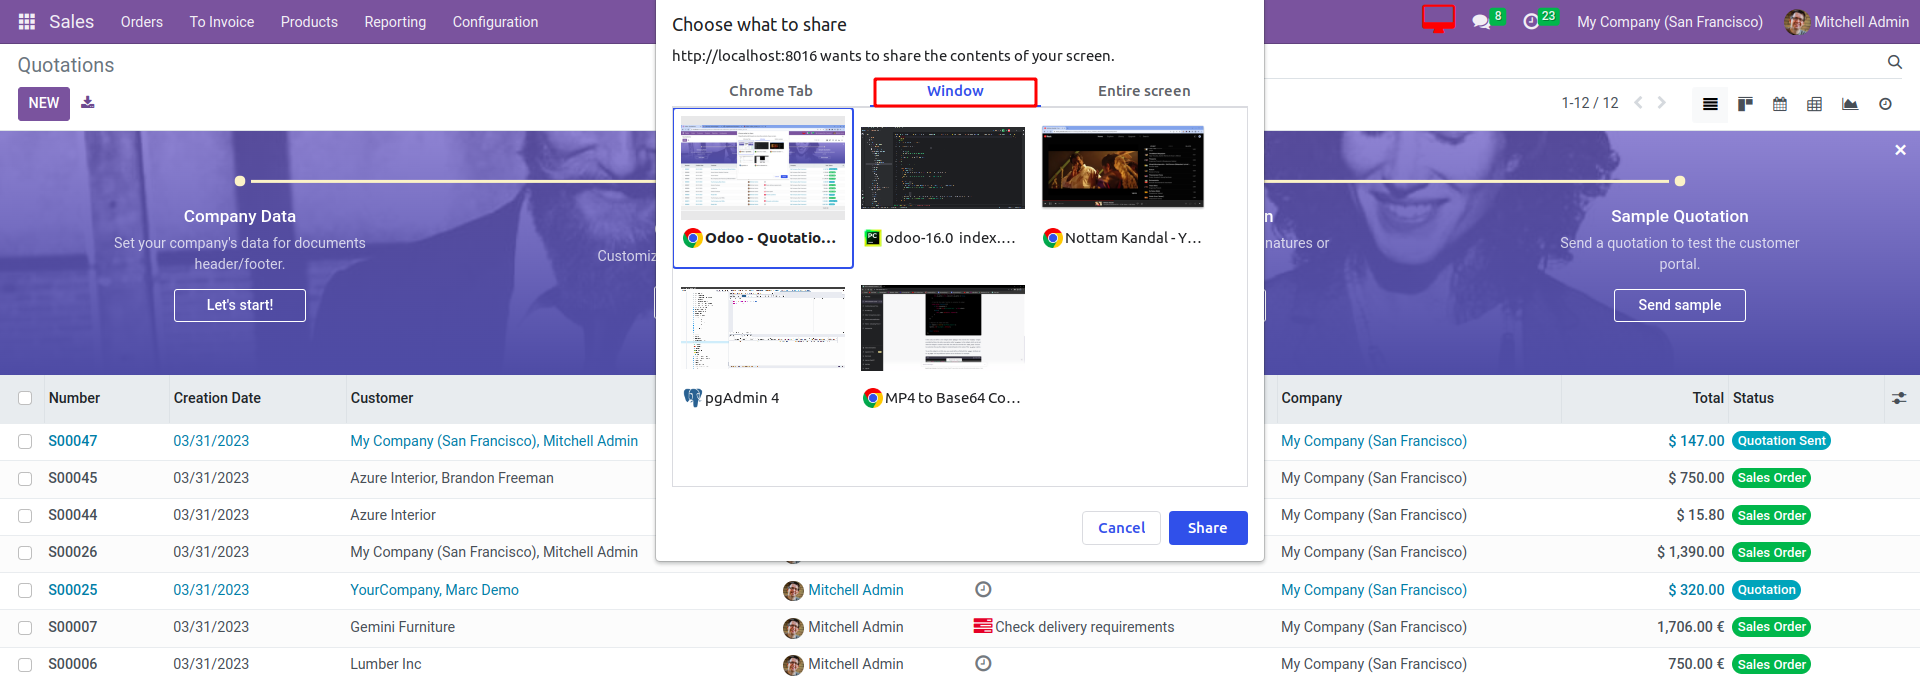 Sales Orders To Invoice Products Reporting Configuration
8 23 My Company (San Francisco) Mitchell Admin
Choose what to share
http://localhost:8016 wants to share the contents of your screen.
Chrome Tab Window Entire screen
Odoo - Quotatio... odoo-16.0 index.... Nottam Kandal - Y...
pgAdmin 4 MP4 to Base64 Co...
Cancel Share
Quotations
NEW
1-12 / 12
Company Data
Set your company's data for documents
header/footer.
Let's start!
Customiz
n
natures or
Sample Quotation
Send a quotation to test the customer
portal.
Send sample
Number Creation Date Customer Company Total Status
S00047 03/31/2023 My Company (San Francisco), Mitchell Admin My Company (San Francisco) $ 147.00 Quotation Sent
S00045 03/31/2023 Azure Interior, Brandon Freeman My Company (San Francisco) $ 750.00 Sales Order
S00044 03/31/2023 Azure Interior My Company (San Francisco) $ 15.80 Sales Order
S00026 03/31/2023 My Company (San Francisco), Mitchell Admin My Company (San Francisco) $ 1,390.00 Sales Order
S00025 03/31/2023 YourCompany, Marc Demo Mitchell Admin My Company (San Francisco) $ 320.00 Quotation
S00007 03/31/2023 Gemini Furniture Mitchell Admin Check delivery requirements My Company (San Francisco) 1,706.00 € Sales Order
S00006 03/31/2023 Lumber Inc Mitchell Admin My Company (San Francisco) 750.00 € Sales Order